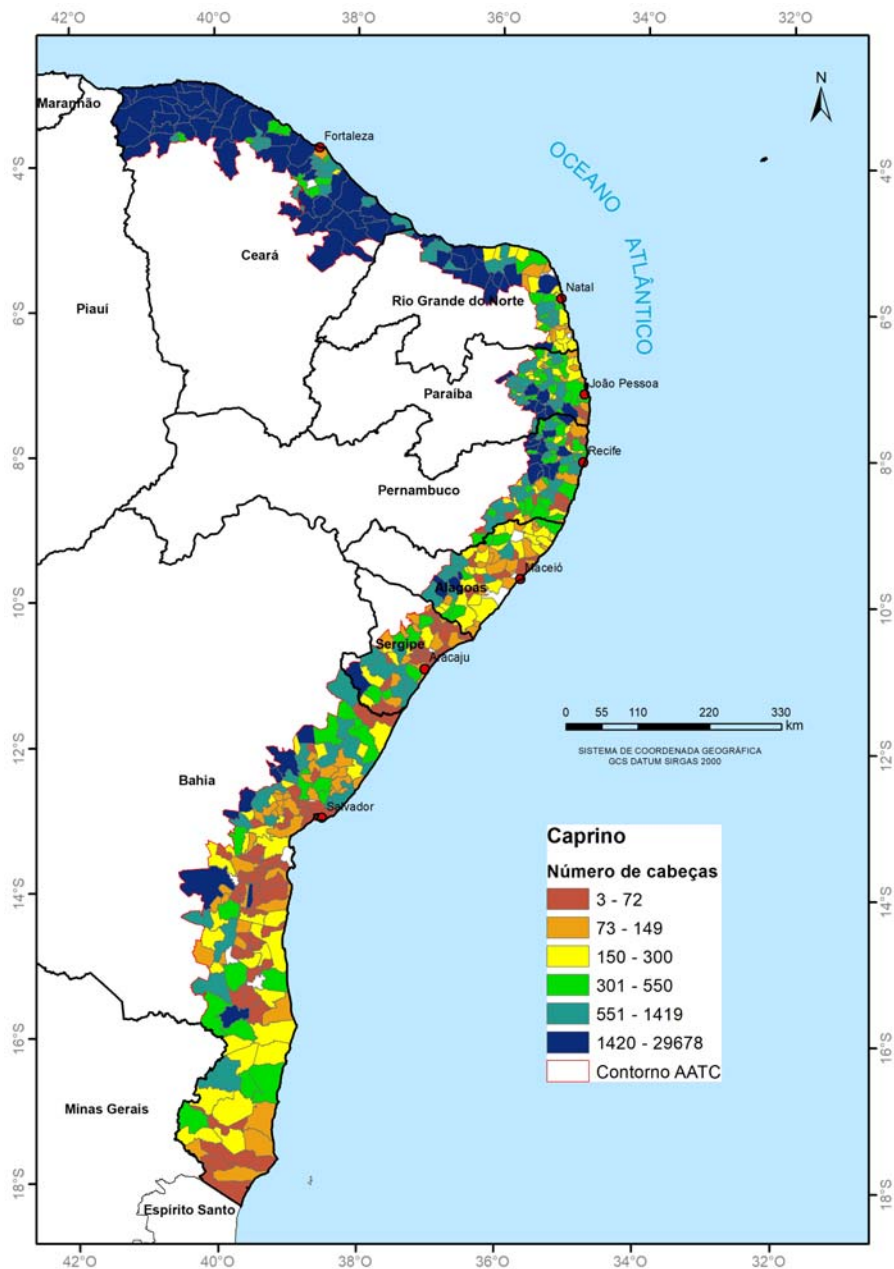 42°O 40°O 38°O 36°O 34°O 32°O
N
Maranhão
Fortaleza
4°S 4°S
OCEANO
ATLÂNTICO
Ceará
Piauí
Rio Grande do Norte
Natal
6°S 6°S
Paraíba
João Pessoa
8°S 8°S
Recife
Pernambuco
Maceió
Alagoas
10°S 10°S
Sergipe
Aracaju
0 55 110 220 330
km
SISTEMA DE COORDENADA GEOGRÁFICA
GCS DATUM SIRGAS 2000
12°S 12°S
Bahia
Salvador
Caprino
Número de cabeças
3 - 72
73 - 149
150 - 300
301 - 550
551 - 1419
1420 - 29678
Contorno AATC
14°S 14°S
16°S 16°S
Minas Gerais
18°S 18°S
Espírito Santo
42°O 40°O 38°O 36°O 34°O 32°O